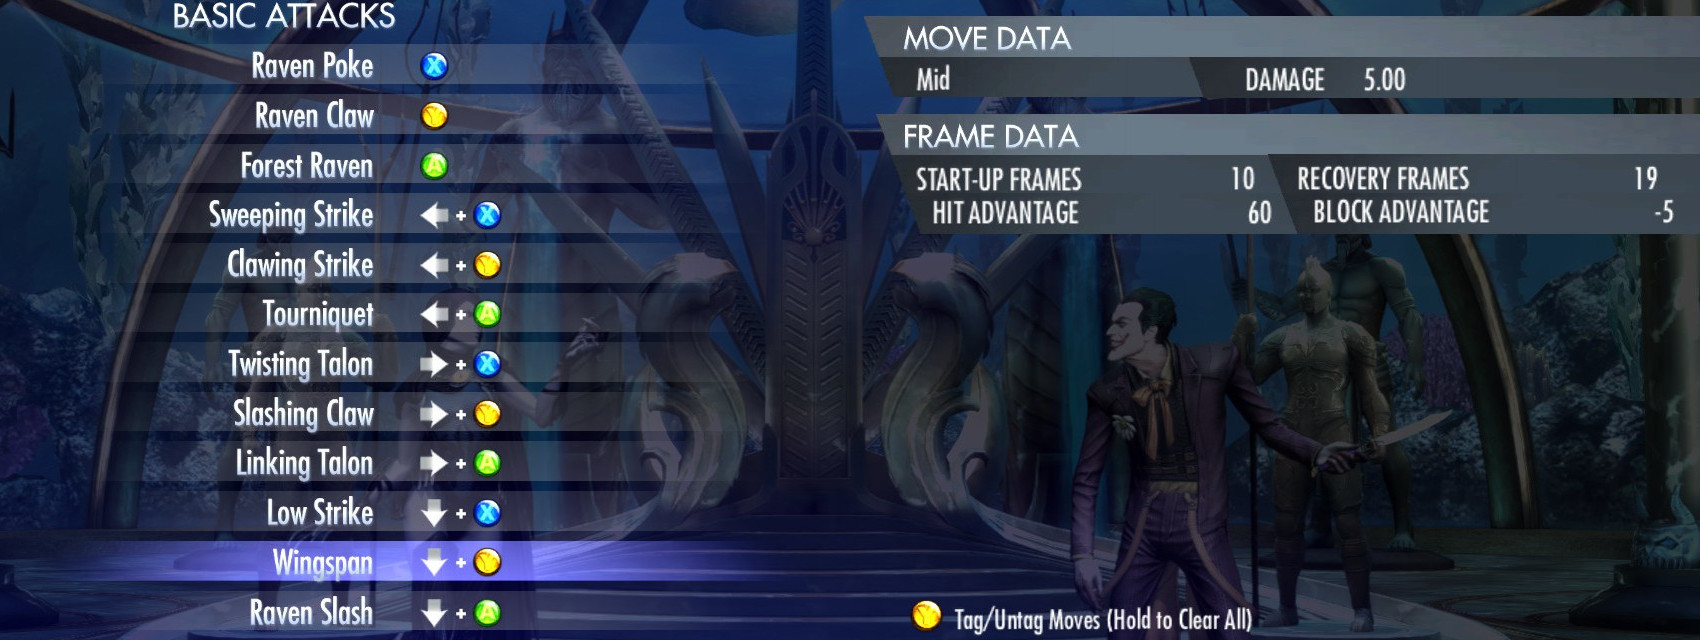 BASIC ATTACKS
Raven Poke X
Raven Claw Y
Forest Raven A
Sweeping Strike + X
Clawing Strike + Y
Tourniquet + A
Twisting Talon + X
Slashing Claw + Y
Linking Talon + A
Low Strike + X
Wingspan + Y
Raven Slash + A
MOVE DATA
Mid DAMAGE 5.00
FRAME DATA
START-UP FRAMES 10 RECOVERY FRAMES 19
HIT ADVANTAGE 60 BLOCK ADVANTAGE -5
Y Tag/Untag Moves (Hold to Clear All)